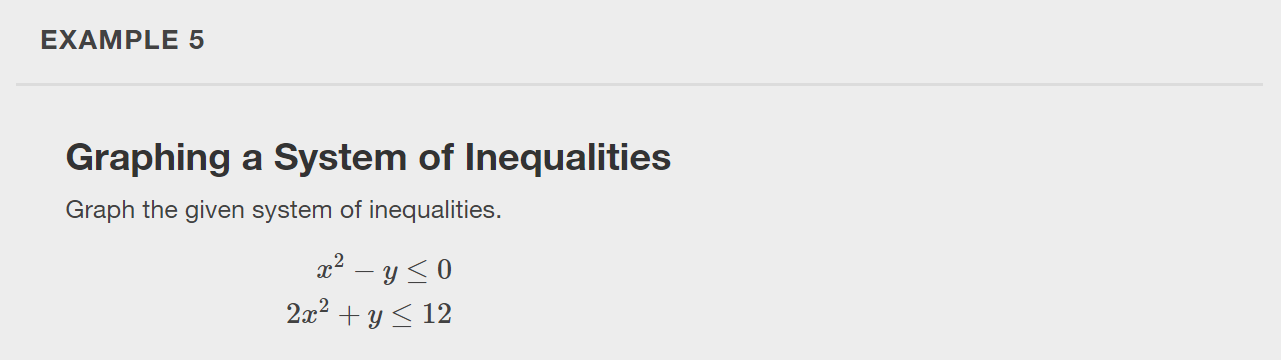 EXAMPLE 5
Graphing a System of Inequalities
Graph the given system of inequalities.
x² − y ≤ 0
2x² + y ≤ 12